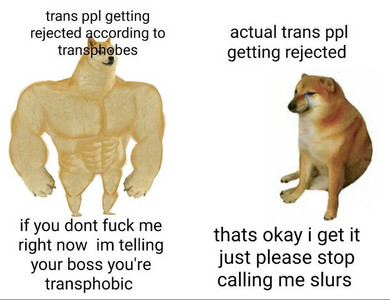 trans ppl getting
rejected according to
transphobes
if you dont fuck me
right now im telling
your boss you're
transphobic
actual trans ppl
getting rejected
thats okay i get it
just please stop
calling me slurs